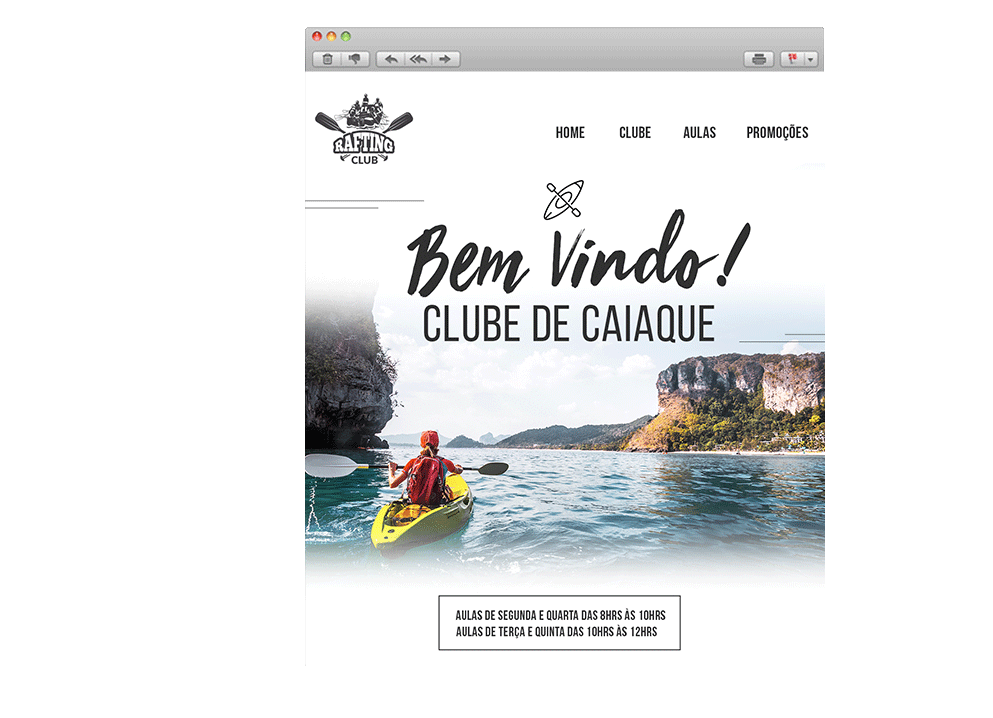 RAFTING
CLUB
HOME CLUBE AULAS PROMOÇÕES
Bem Vindo!
CLUBE DE CAIAQUE
AULAS DE SEGUNDA E QUARTA DAS 8HRS ÀS 10HRS
AULAS DE TERÇA E QUINTA DAS 10HRS ÀS 12HRS